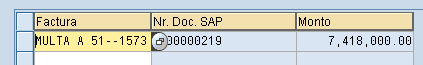 Factura Nr. Doc. SAP Monto
MULTA A 51--1573 00000219 7,418,000.00